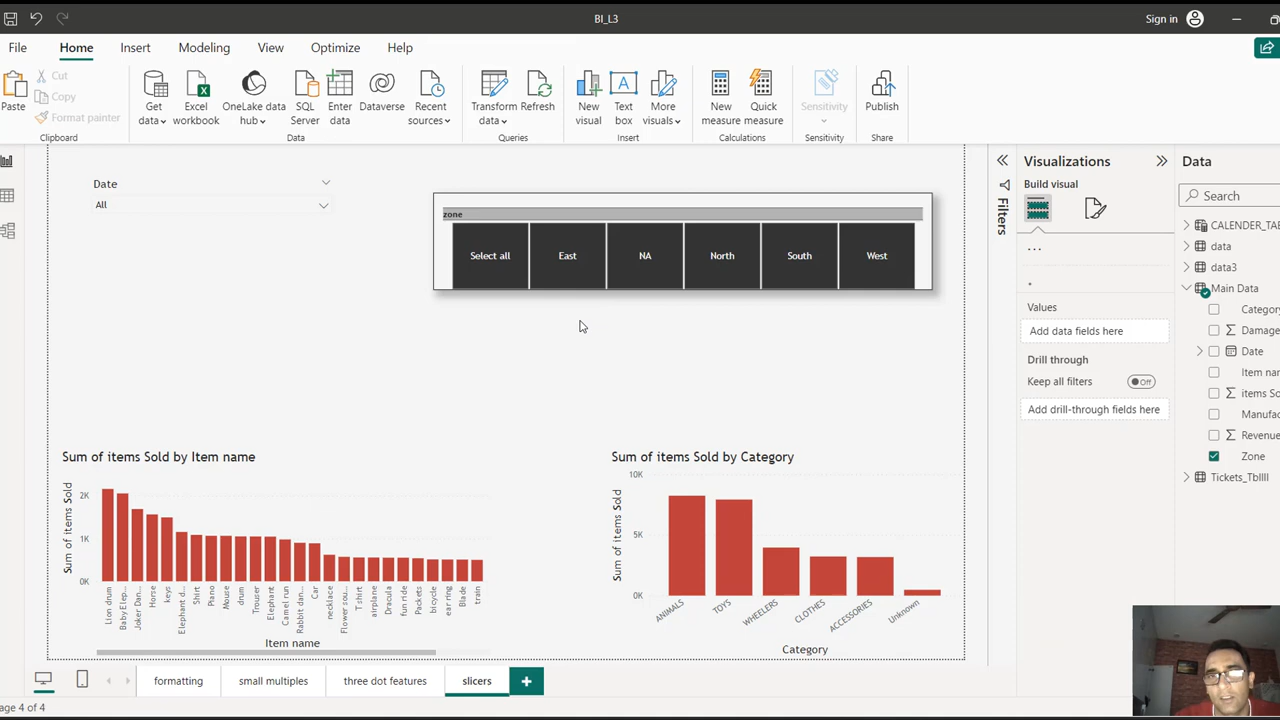 BI_L3
Sign in
File
Home
Insert
Modeling
View
Optimize
Help
Paste
Cut
Copy
Format painter
Clipboard
Get data
Excel workbook
OneLake data hub
SQL Server
Enter data
Dataverse
Recent sources
Data
Transform data
Refresh
Queries
New visual
Text box
More visuals
Insert
New measure
Quick measure
Calculations
Sensitivity
Sensitivity
Publish
Share
Date
All
zone
Select all
East
NA
North
South
West
Sum of items Sold by Item name
Sum of items Sold
2K
1K
0K
Lion drum
Baby Elep...
Joker Dan...
Horse
keys
Elephant d...
Shirt
Piano
Mouse
drum
Trouser
Elephant
Camel run
Rabbit dan...
Car
necklace
Flower sou...
T shirt
airplane
Dracula
fun ride
Packets
bicycle
ear ring
Blade
train
Item name
Sum of items Sold by Category
Sum of items Sold
10K
5K
0K
ANIMALS
TOYS
WHEELERS
CLOTHES
ACCESSORIES
Unknown
Category
Filters
Visualizations
Build visual
...
Values
Add data fields here
Drill through
Keep all filters
Off
Add drill-through fields here
Data
Search
CALENDER_TAB
data
data3
Main Data
Category
Damage
Date
Item nam
items So
Manufac
Revenue
Zone
Tickets_Tbllll
formatting
small multiples
three dot features
slicers
+
Page 4 of 4